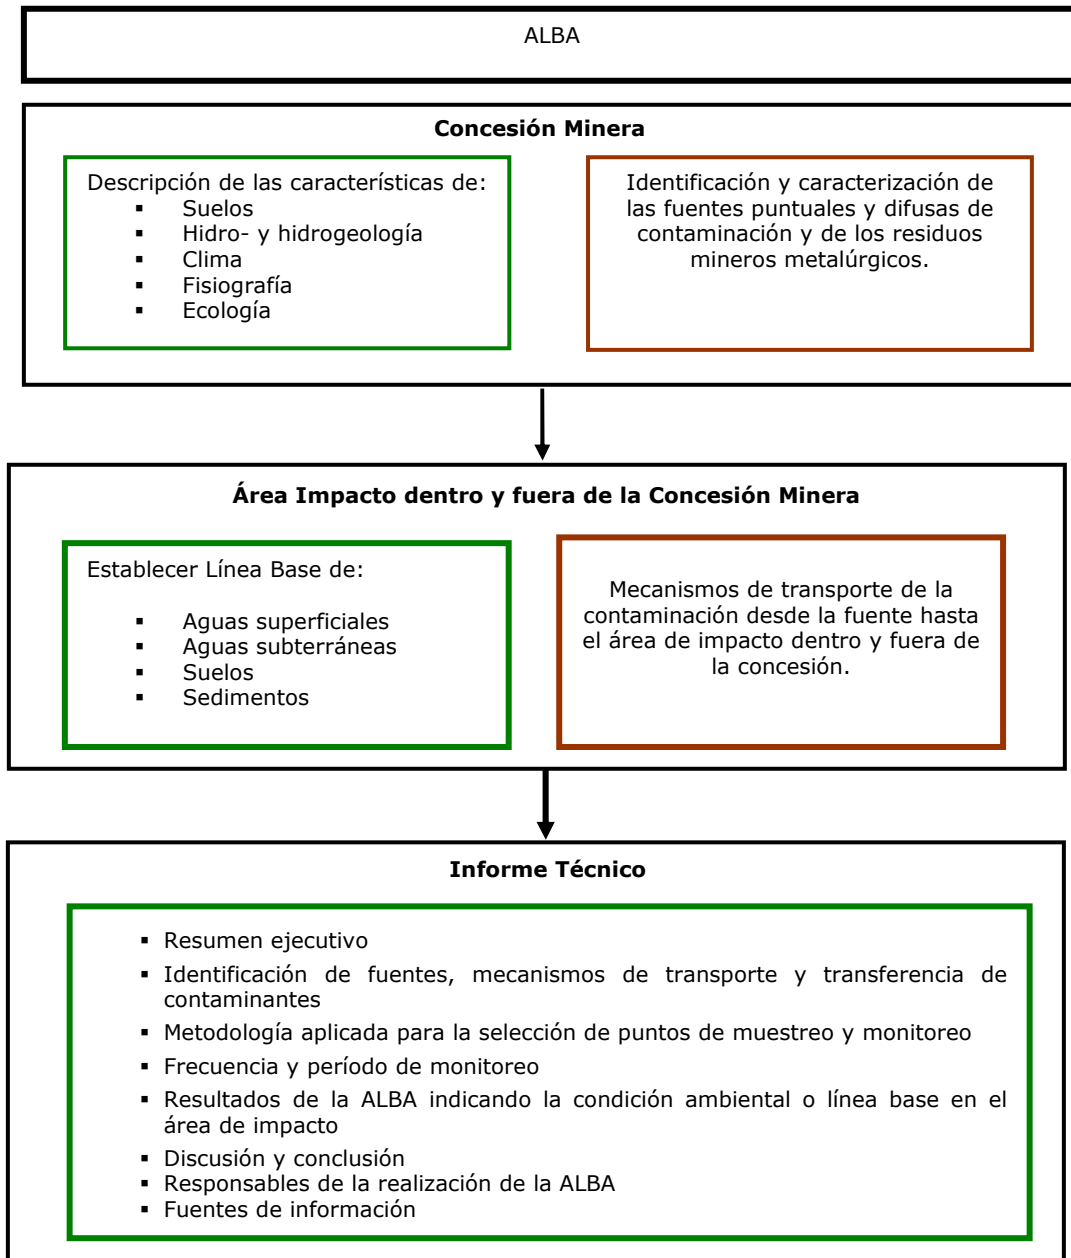 ALBA
Concesión Minera
Descripción de las características de:
▪ Suelos
▪ Hidro- y hidrogeología
▪ Clima
▪ Fisiografía
▪ Ecología
Identificación y caracterización de
las fuentes puntuales y difusas de
contaminación y de los residuos
mineros metalúrgicos.
Área Impacto dentro y fuera de la Concesión Minera
Establecer Línea Base de:
▪ Aguas superficiales
▪ Aguas subterráneas
▪ Suelos
▪ Sedimentos
Mecanismos de transporte de la
contaminación desde la fuente hasta
el área de impacto dentro y fuera de
la concesión.
Informe Técnico
▪ Resumen ejecutivo
▪ Identificación de fuentes, mecanismos de transporte y transferencia de
contaminantes
▪ Metodología aplicada para la selección de puntos de muestreo y monitoreo
▪ Frecuencia y período de monitoreo
▪ Resultados de la ALBA indicando la condición ambiental o línea base en el
área de impacto
▪ Discusión y conclusión
▪ Responsables de la realización de la ALBA
▪ Fuentes de información